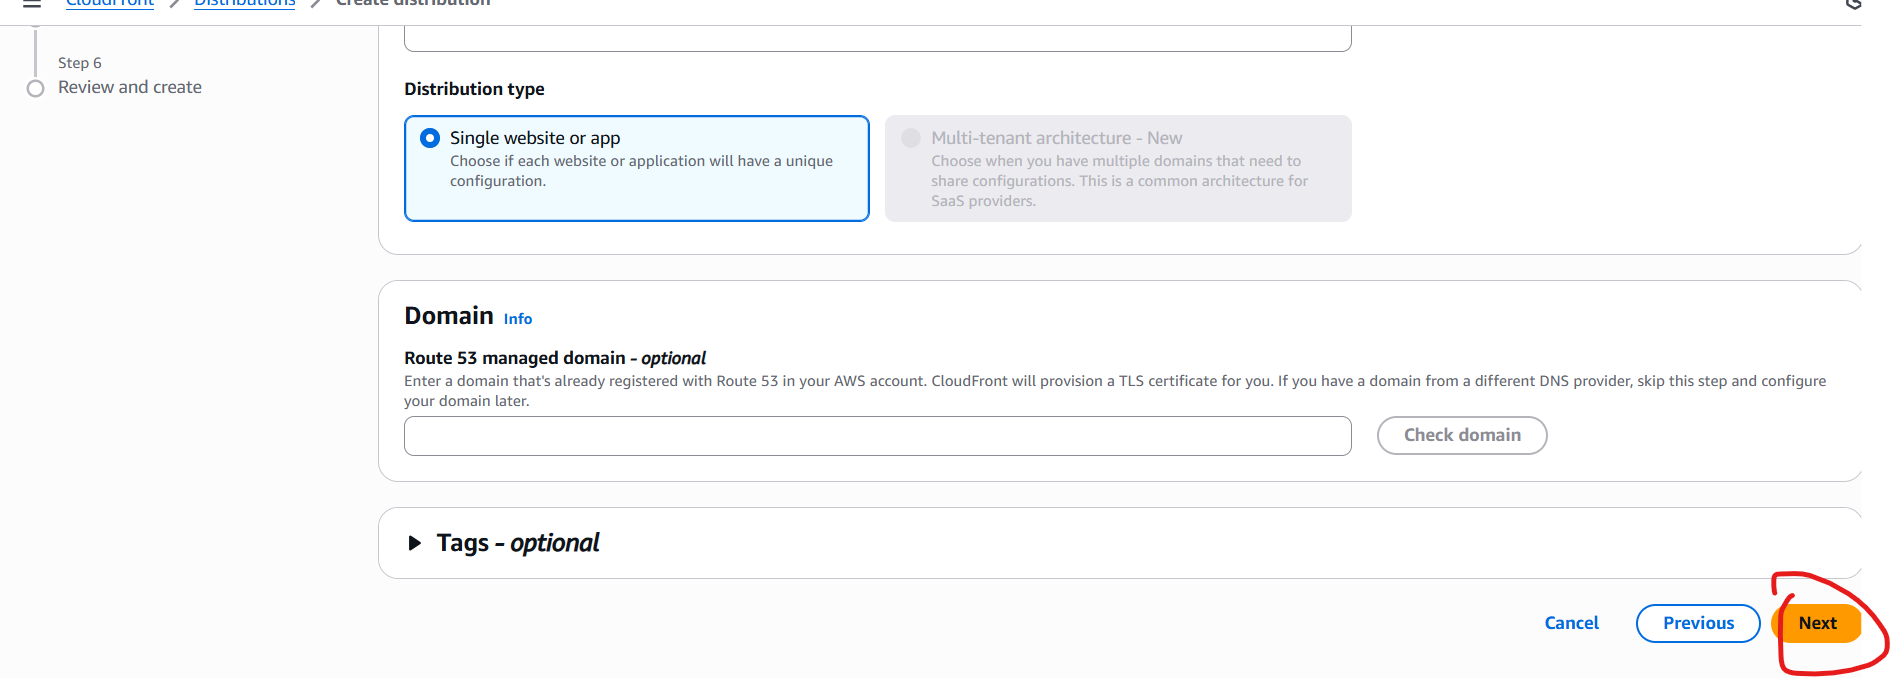 CloudFront Distributions Create distribution
Step 6
Review and create
Distribution type
Single website or app
Choose if each website or application will have a unique
configuration.
Multi-tenant architecture - New
Choose when you have multiple domains that need to
share configurations. This is a common architecture for
SaaS providers.
Domain Info
Route 53 managed domain - optional
Enter a domain that's already registered with Route 53 in your AWS account. CloudFront will provision a TLS certificate for you. If you have a domain from a different DNS provider, skip this step and configure
your domain later.
Check domain
Tags - optional
Cancel Previous Next